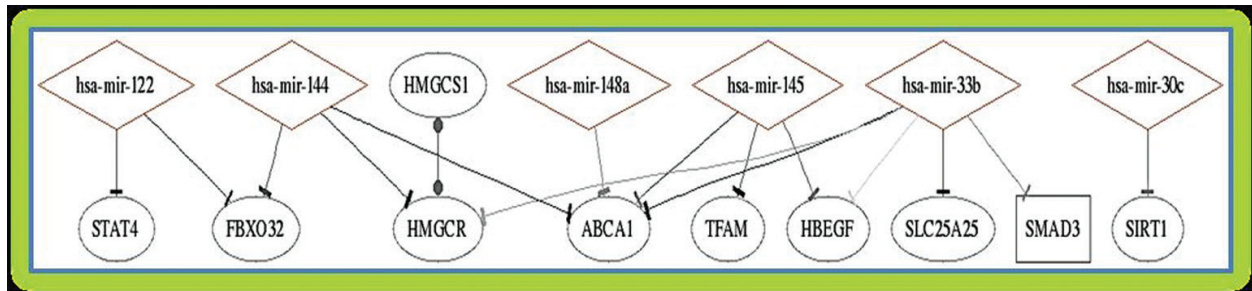 hsa-mir-122
hsa-mir-144
HMGCS1
hsa-mir-148a
hsa-mir-145
hsa-mir-33b
hsa-mir-30c
STAT4
FBXO32
HMGCR
ABCA1
TFAM
HBEGF
SLC25A25
SMAD3
SIRT1